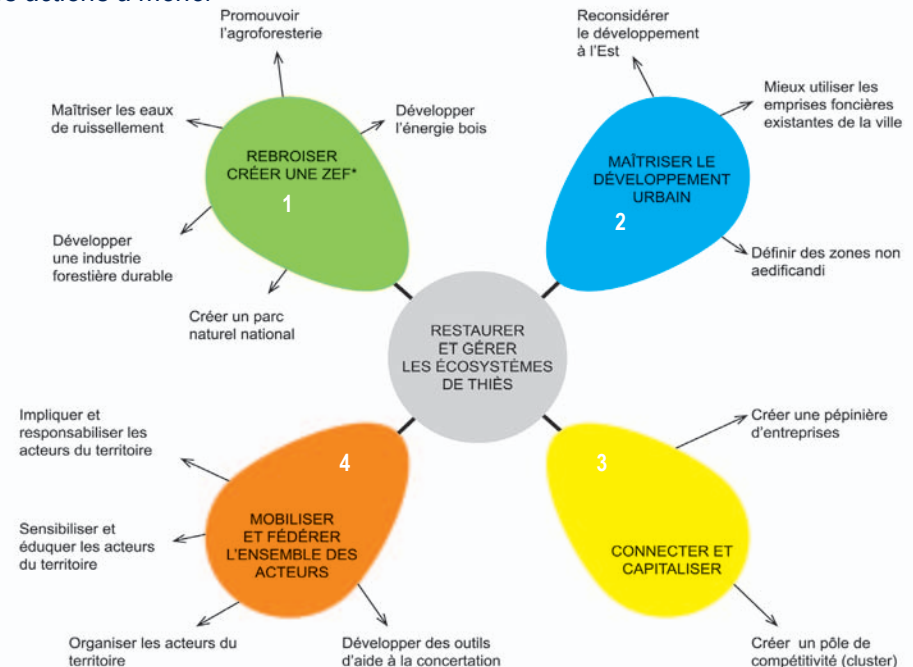 Promouvoir
l'agroforesterie
Maîtriser les eaux
de ruissellement
Développer
l'énergie bois
REBROISER
CRÉER UNE ZEF*
1
Développer
une industrie
forestière durable
Créer un parc
naturel national
Reconsidérer
le développement
à l'Est
Mieux utiliser les
emprises foncières
existantes de la ville
MAÎTRISER LE
DÉVELOPPEMENT
URBAIN
2
Définir des zones non
aedificandi
RESTAURER
ET GÉRER
LES ÉCOSYSTÈMES
DE THIÈS
Impliquer et
responsabiliser les
acteurs du territoire
4
MOBILISER
ET FÉDÉRER
L'ENSEMBLE DES
ACTEURS
Sensibiliser et
éduquer les acteurs
du territoire
Organiser les acteurs du
territoire
Développer des outils
d'aide à la concertation
3
Créer une pépinière
d'entreprises
CONNECTER ET
CAPITALISER
Créer un pôle de
compétitivité (cluster)